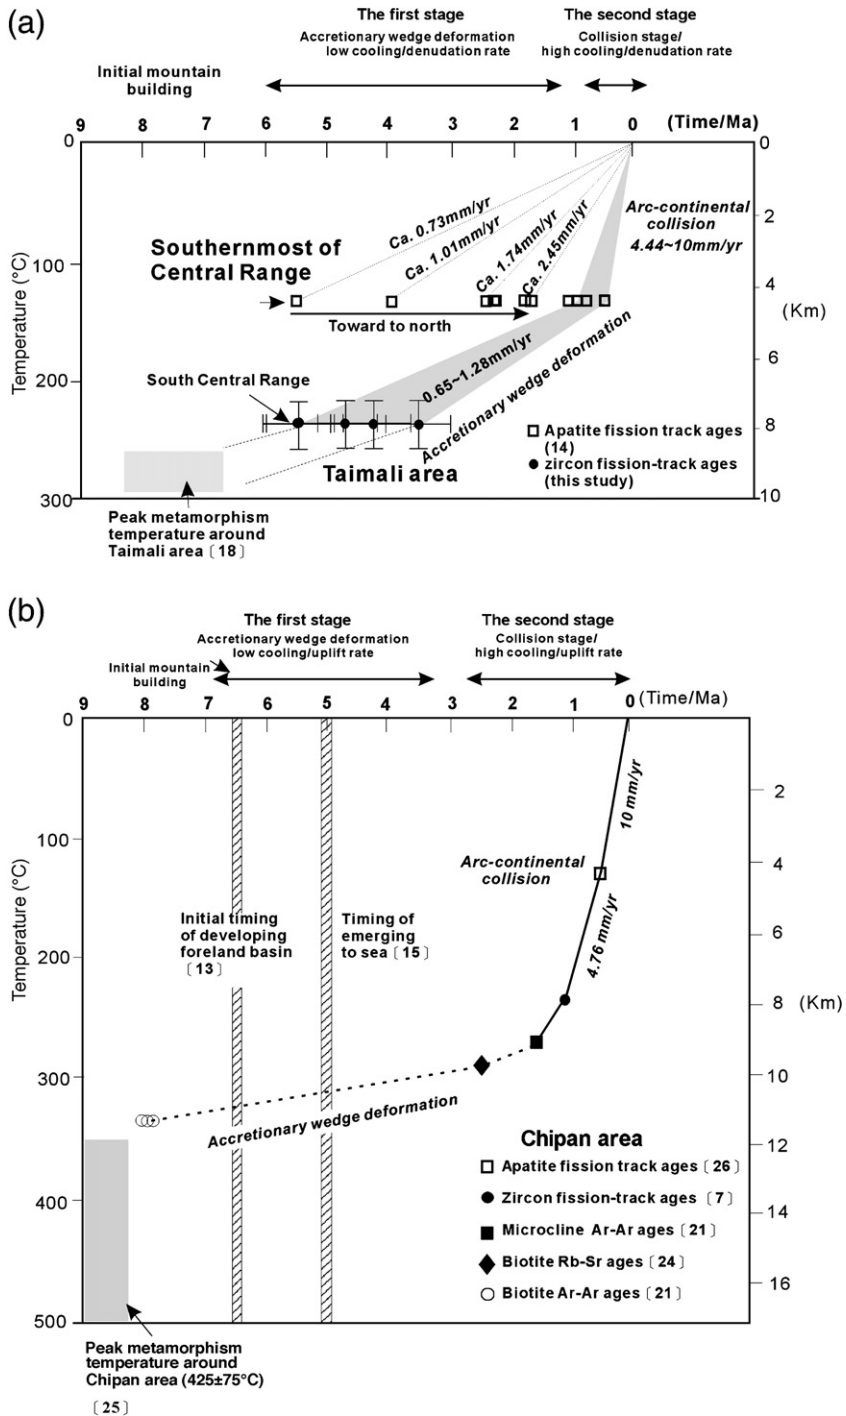 (a)
The first stage
Accretionary wedge deformation
low cooling/denudation rate
The second stage
Collision stage/
high cooling/denudation rate
Initial mountain
building
9 8 7 6 5 4 3 2 1 0 (Time/Ma)
0
100
200
300
Temperature (°C)
0
2
4
6
8
10
(Km)
Ca. 0.73mm/yr
Ca. 1.01mm/yr
Ca. 1.74mm/yr
Ca. 2.45mm/yr
Arc-continental
collision
4.44~10mm/yr
Southernmost of
Central Range
Toward to north
0.65~1.28mm/yr
Accretionary wedge deformation
South Central Range
Taimali area
Apatite fission track ages
(14)
zircon fission-track ages
(this study)
Peak metamorphism
temperature around
Taimali area〔18〕
(b)
The first stage
Accretionary wedge deformation
low cooling/uplift rate
The second stage
Collision stage/
high cooling/uplift rate
Initial mountain
building
9 8 7 6 5 4 3 2 1 0 (Time/Ma)
0
100
200
300
400
500
Temperature (°C)
2
4
6
8
10
12
14
16
(Km)
10 mm/yr
4.76 mm/yr
Arc-continental
collision
Initial timing
of developing
foreland basin
〔13〕
Timing of
emerging
to sea〔15〕
Accretionary wedge deformation
Chipan area
Apatite fission track ages〔26〕
Zircon fission-track ages〔7〕
Microcline Ar-Ar ages〔21〕
Biotite Rb-Sr ages〔24〕
Biotite Ar-Ar ages〔21〕
Peak metamorphism
temperature around
Chipan area (425±75°C)
〔25〕